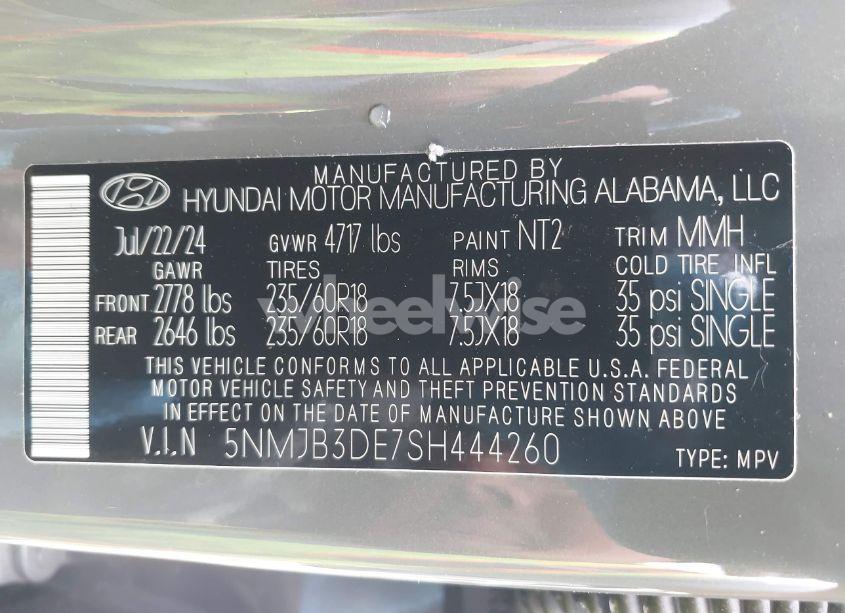 MANUFACTURED BY
HYUNDAI MOTOR MANUFACTURING ALABAMA, LLC
Jul/22/24 GVWR 4717 lbs PAINT NT2 TRIM MMH
GAWR TIRES RIMS COLD TIRE INFL
FRONT 2778 lbs 235/60R18 7.5JX18 35 psi SINGLE
REAR 2646 lbs 235/60R18 7.5JX18 35 psi SINGLE
wheelwise
THIS VEHICLE CONFORMS TO ALL APPLICABLE U.S.A. FEDERAL
MOTOR VEHICLE SAFETY AND THEFT PREVENTION STANDARDS
IN EFFECT ON THE DATE OF MANUFACTURE SHOWN ABOVE
V.I.N 5NMJB3DE7SH444260 TYPE: MPV